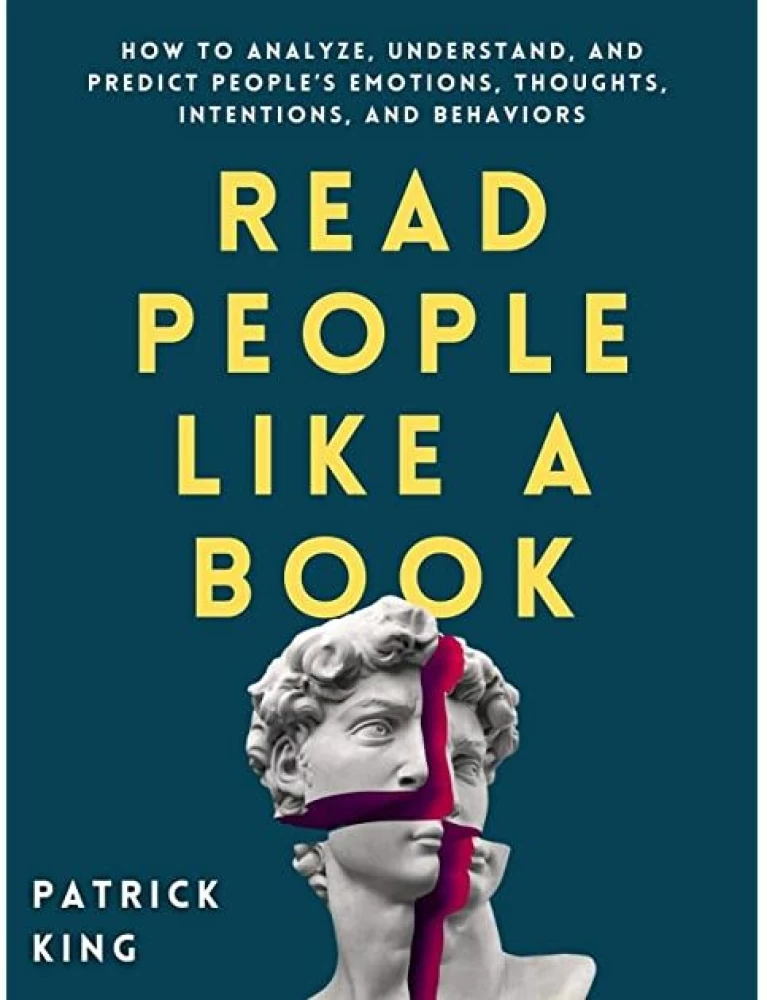 HOW TO ANALYZE, UNDERSTAND, AND
PREDICT PEOPLE'S EMOTIONS, THOUGHTS,
INTENTIONS, AND BEHAVIORS
READ
PEOPLE
LIKE A
BOOK
PATRICK
KING